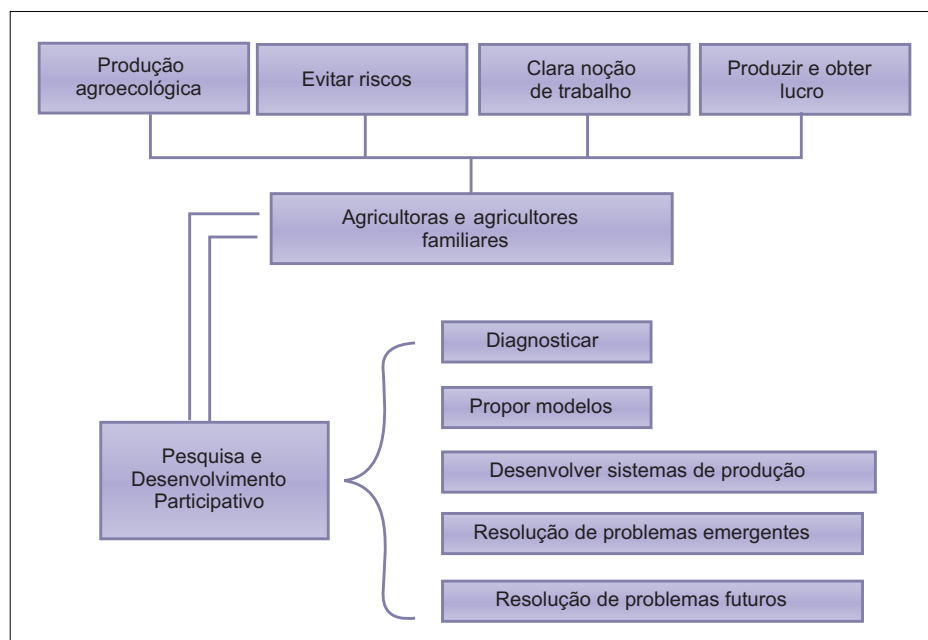 Produção
agroecológica
Evitar riscos
Clara noção
de trabalho
Produzir e obter
lucro
Agricultoras e agricultores
familiares
Diagnosticar
Propor modelos
Pesquisa e
Desenvolvimento
Participativo
Desenvolver sistemas de produção
Resolução de problemas emergentes
Resolução de problemas futuros